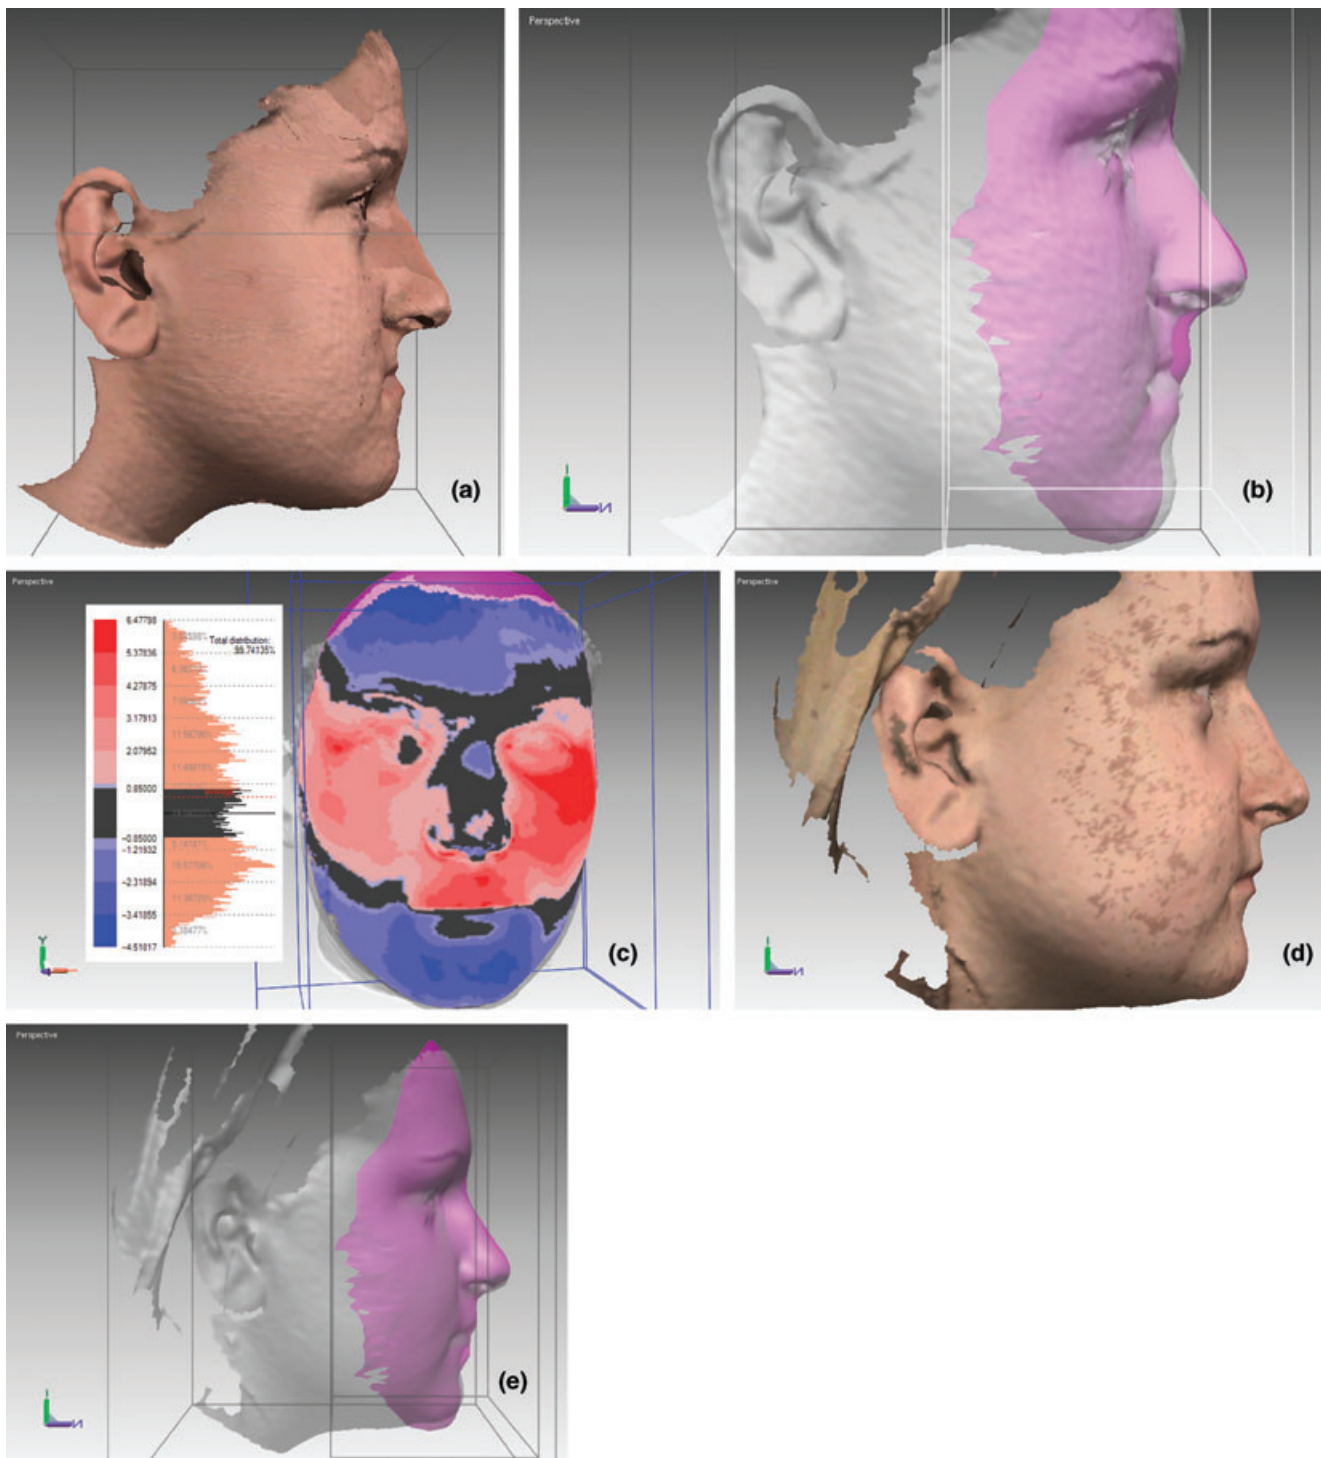 (a)
Perspective
(b)
Perspective
6.47798
5.37836
4.27875
3.17913
2.07952
0.85000
-0.85000
-1.21932
-2.31894
-3.41855
-4.51817
Total distribution:
99.74135%
Y
(c)
Perspective
(d)
Perspective
(e)